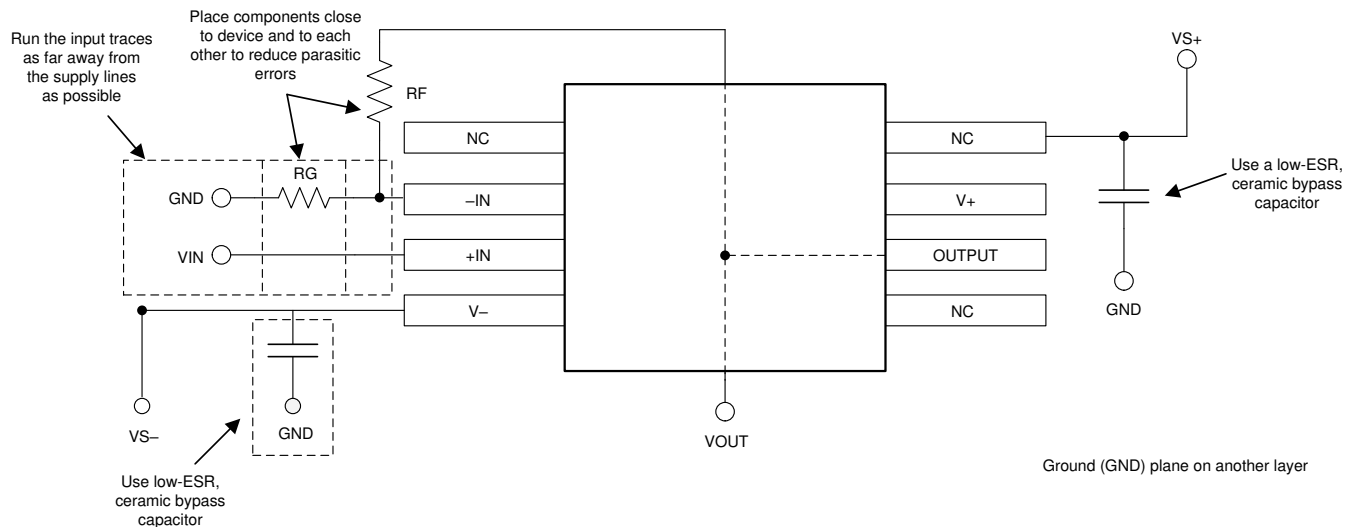 Place components close
to device and to each
other to reduce parasitic
errors
Run the input traces
as far away from
the supply lines
as possible
VS+
RF
NC
NC
RG
Use a low-ESR,
ceramic bypass
capacitor
GND
–IN
V+
VIN
+IN
OUTPUT
GND
V–
NC
VS–
GND
VOUT
Use low-ESR,
ceramic bypass
capacitor
Ground (GND) plane on another layer